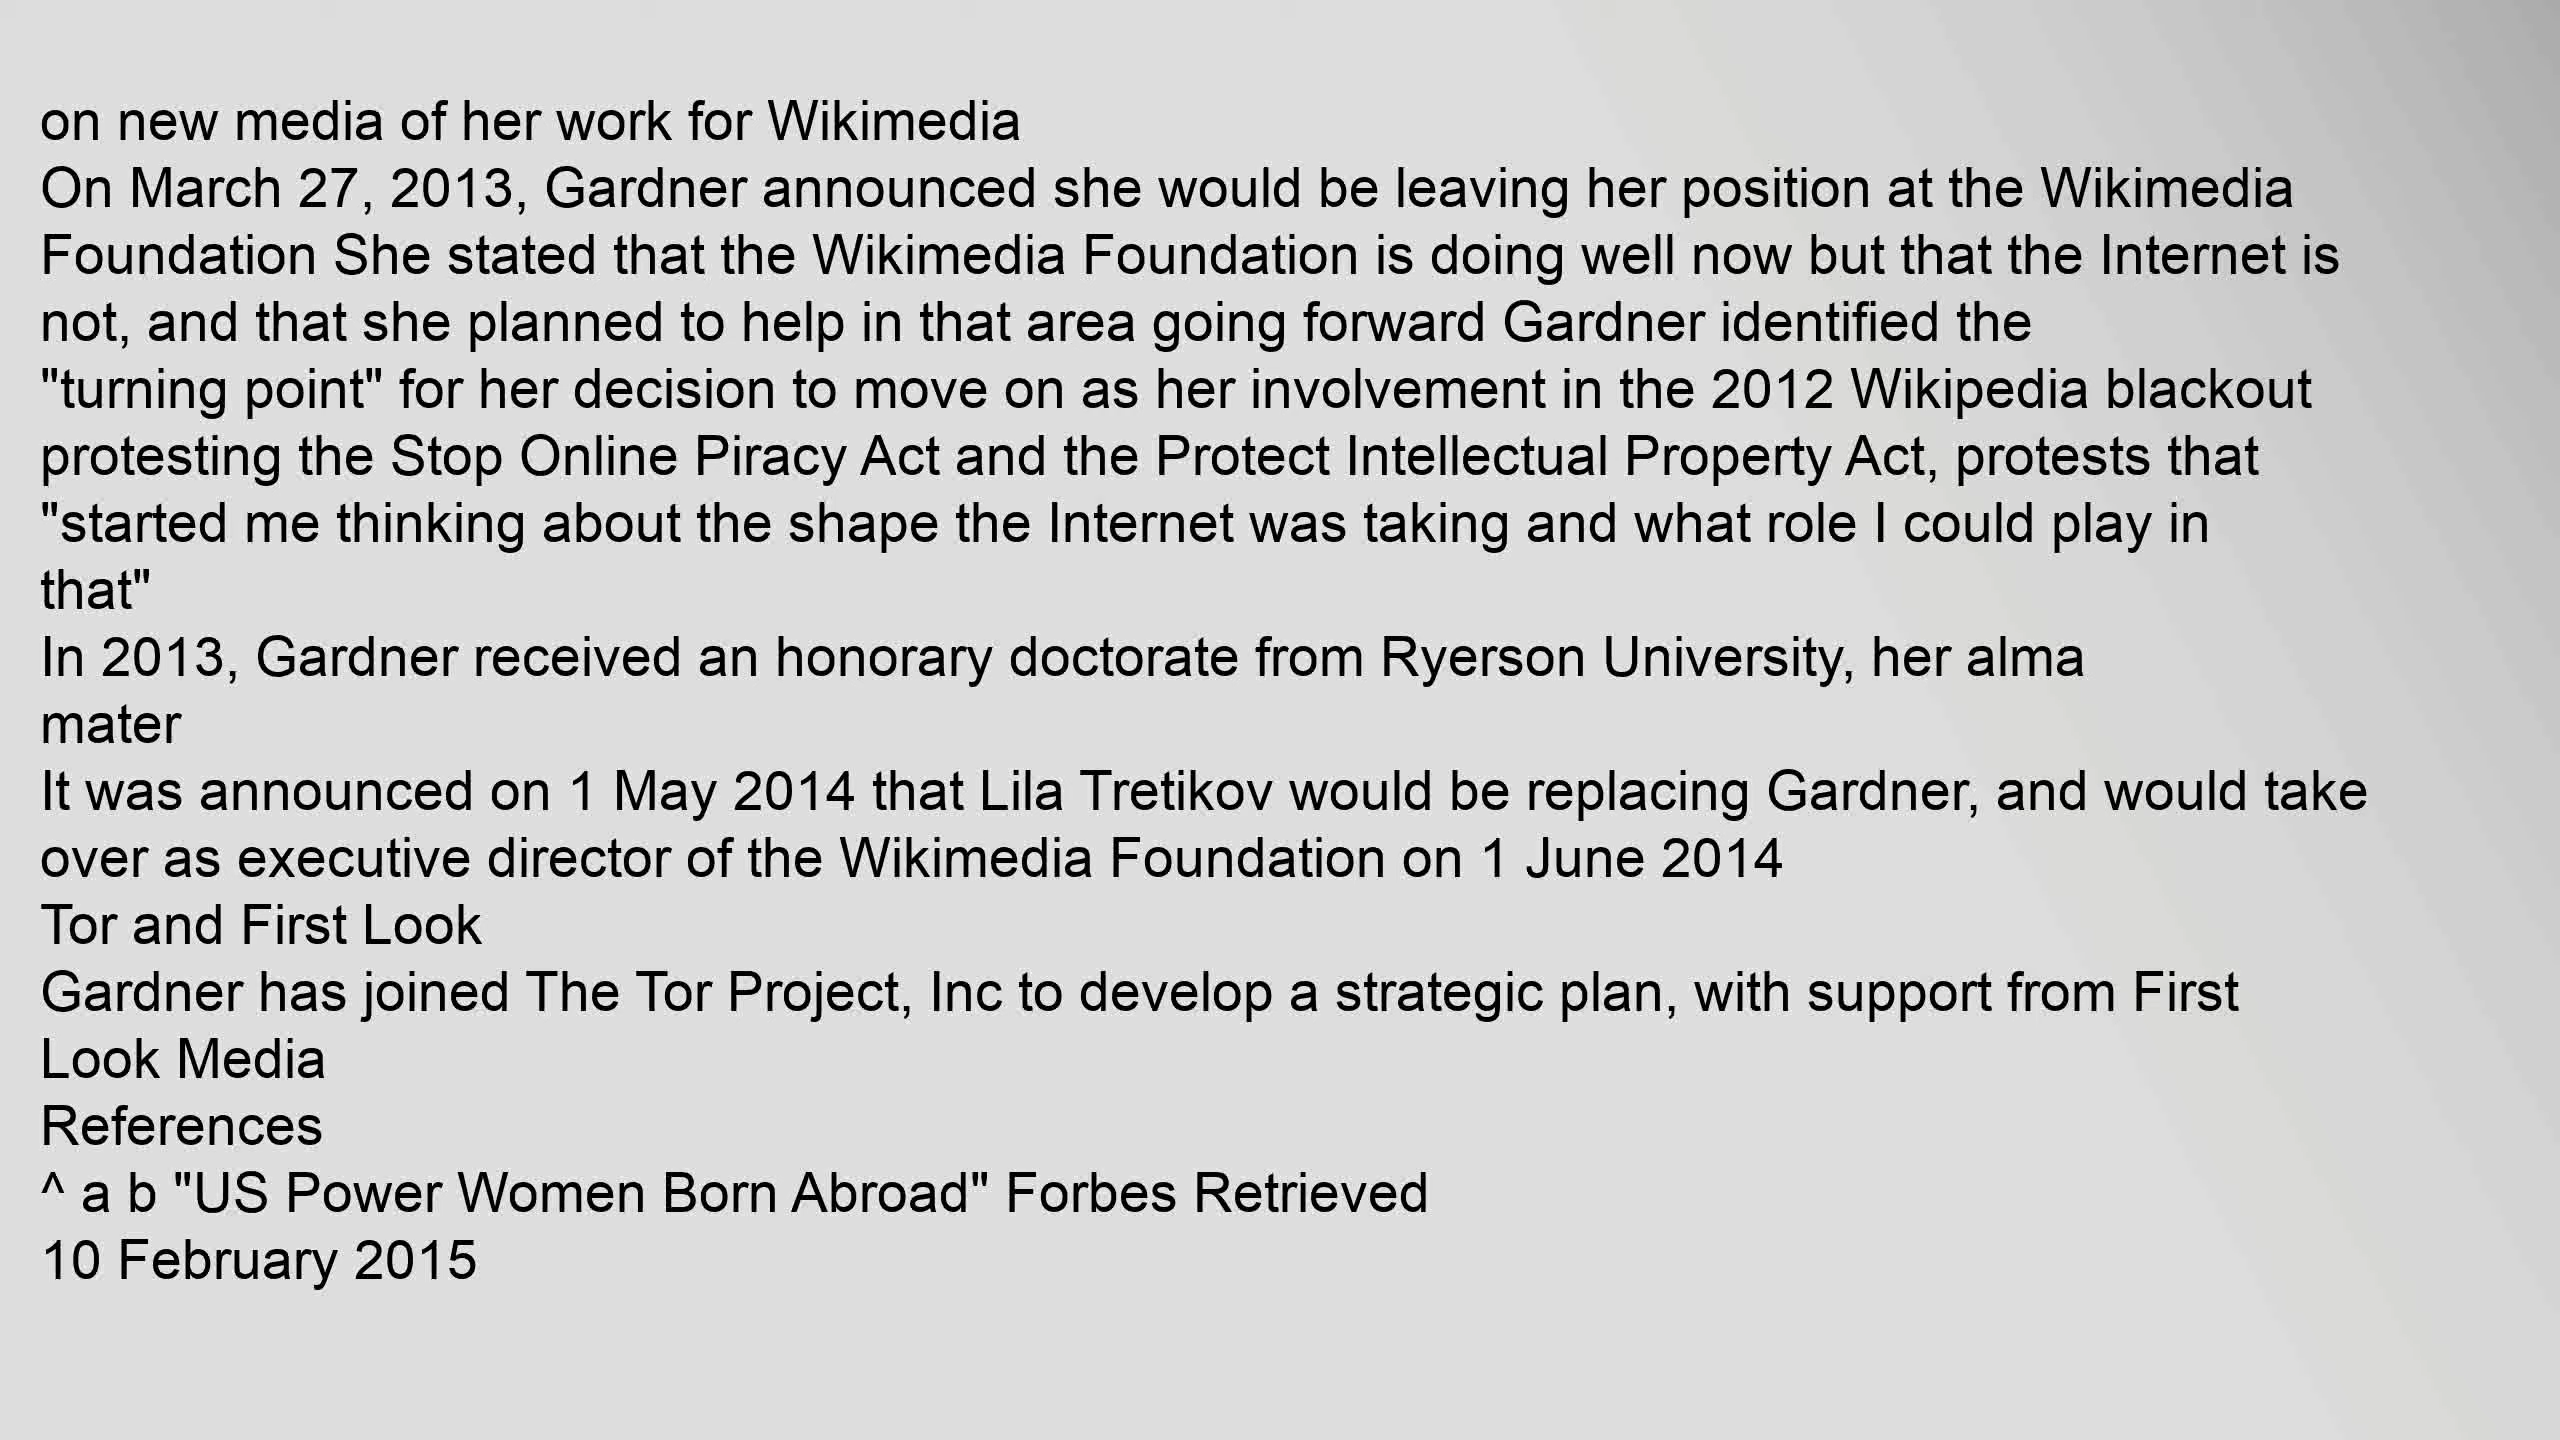 on new media of her work for Wikimedia
On March 27, 2013, Gardner announced she would be leaving her position at the Wikimedia
Foundation She stated that the Wikimedia Foundation is doing well now but that the Internet is
not, and that she planned to help in that area going forward Gardner identified the
"turning point" for her decision to move on as her involvement in the 2012 Wikipedia blackout
protesting the Stop Online Piracy Act and the Protect Intellectual Property Act, protests that
"started me thinking about the shape the Internet was taking and what role I could play in
that"
In 2013, Gardner received an honorary doctorate from Ryerson University, her alma
mater
It was announced on 1 May 2014 that Lila Tretikov would be replacing Gardner, and would take
over as executive director of the Wikimedia Foundation on 1 June 2014
Tor and First Look
Gardner has joined The Tor Project, Inc to develop a strategic plan, with support from First
Look Media
References
^ a b "US Power Women Born Abroad" Forbes Retrieved
10 February 2015